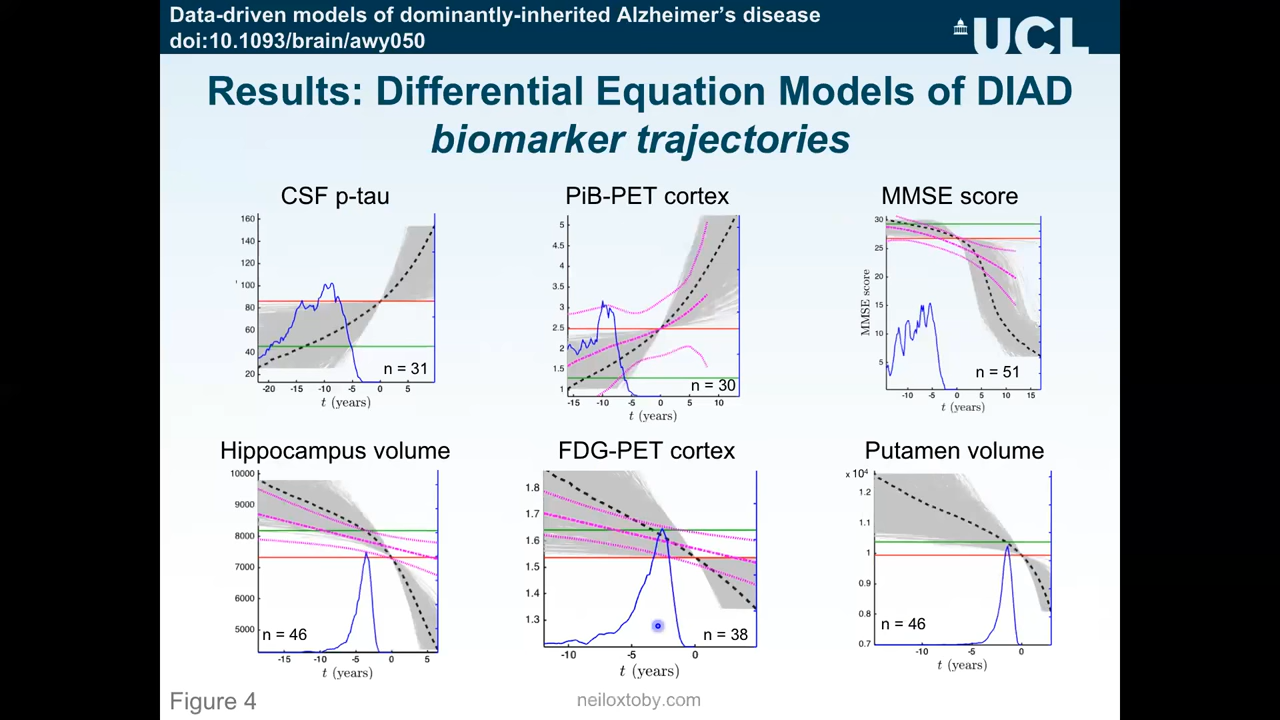 Data-driven models of dominantly-inherited Alzheimer's disease
doi:10.1093/brain/awy050
UCL
Results: Differential Equation Models of DIAD
biomarker trajectories
CSF p-tau
PiB-PET cortex
MMSE score
160
140
120
100
80
60
40
20
n = 31
-20 -15 -10 -5 0 5
t (years)
5
4.5
4
3.5
3
2.5
2
1.5
1
n = 30
-15 -10 -5 0 5 10
t (years)
MMSE score
30
25
20
15
10
5
n = 51
-10 -5 0 5 10 15
t (years)
Hippocampus volume
FDG-PET cortex
Putamen volume
10000
9000
8000
7000
6000
5000
n = 46
-15 -10 -5 0 5
t (years)
1.8
1.7
1.6
1.5
1.4
1.3
n = 38
-10 -5 0
t (years)
x 10⁴
1.2
1.1
1
0.9
0.8
0.7
n = 46
-10 -5 0
t (years)
Figure 4
neiloxtoby.com